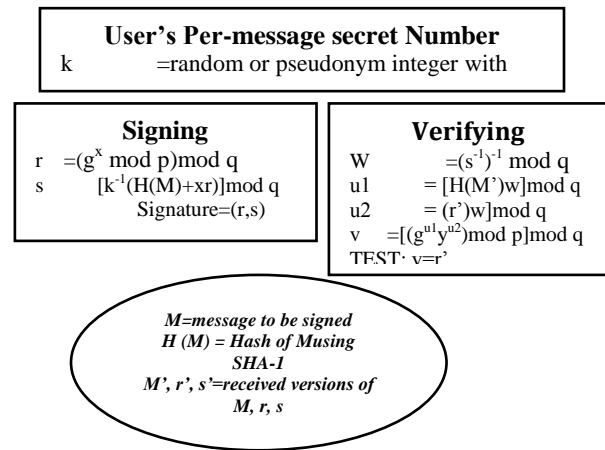 User's Per-message secret Number
k =random or pseudonym integer with
Signing
r =(g^x mod p)mod q
s [k^-1(H(M)+xr)]mod q
Signature=(r,s)
Verifying
W =(s^-1)^-1 mod q
u1 = [H(M')w]mod q
u2 = (r')w]mod q
v =[(g^u1y^u2)mod p]mod q
TEST: v=r'
M=message to be signed
H (M) = Hash of Musing
SHA-1
M', r', s'=received versions of
M, r, s